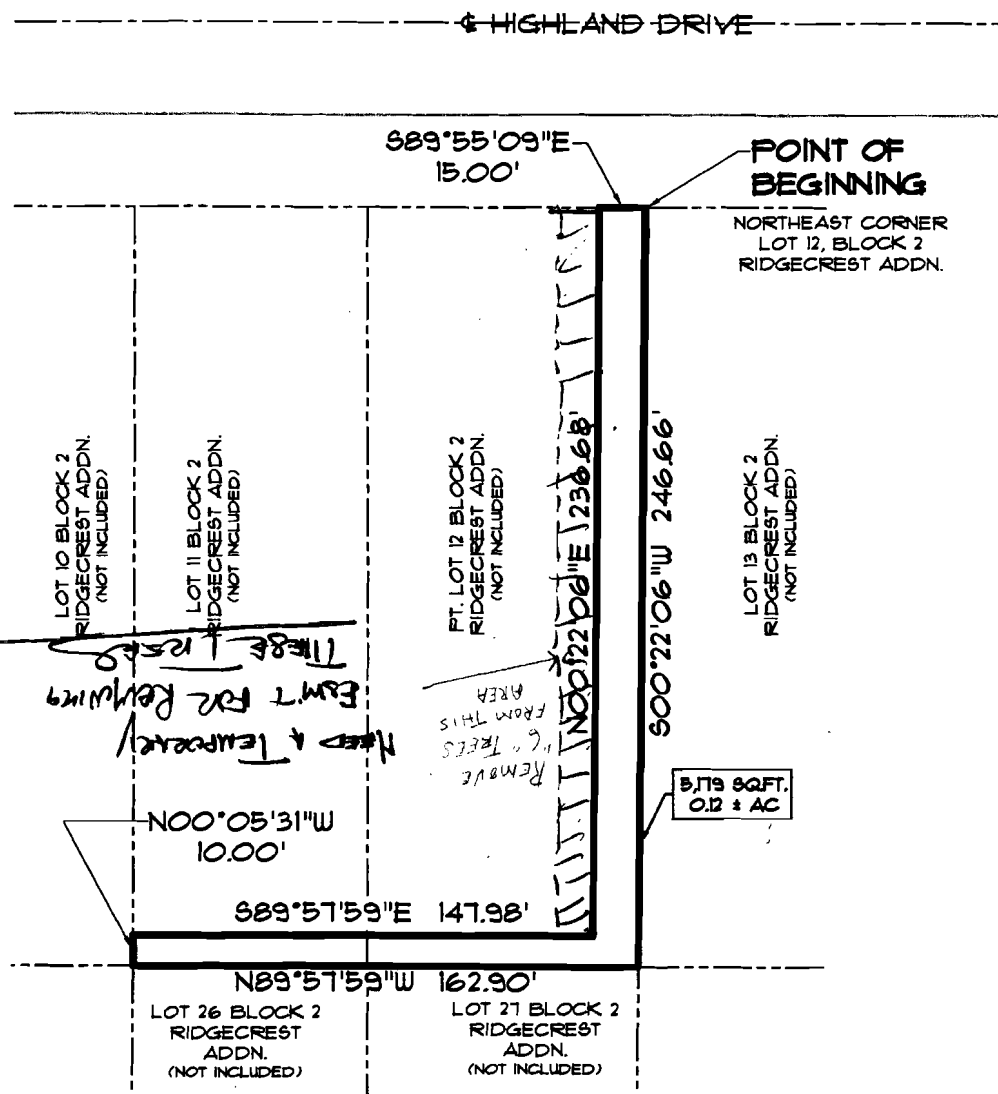 ℄ HIGHLAND DRIVE
S89°55'09"E
15.00'
POINT OF
BEGINNING
NORTHEAST CORNER
LOT 12, BLOCK 2
RIDGECREST ADDN.
LOT 10 BLOCK 2
RIDGECREST ADDN.
(NOT INCLUDED)
LOT 11 BLOCK 2
RIDGECREST ADDN.
(NOT INCLUDED)
PT. LOT 12 BLOCK 2
RIDGECREST ADDN.
(NOT INCLUDED)
N00°22'06"E 236.68'
S00°22'06"W 246.66'
LOT 13 BLOCK 2
RIDGECREST ADDN.
(NOT INCLUDED)
NEED A TEMPORARY
ESM'T FOR REMOVING
THESE TREES
REMOVE
6" TREES
FROM THIS
AREA
5,179 SQ.FT.
0.12 ± AC
N00°05'31"W
10.00'
S89°57'59"E 147.98'
N89°57'59"W 162.90'
LOT 26 BLOCK 2
RIDGECREST
ADDN.
(NOT INCLUDED)
LOT 27 BLOCK 2
RIDGECREST
ADDN.
(NOT INCLUDED)